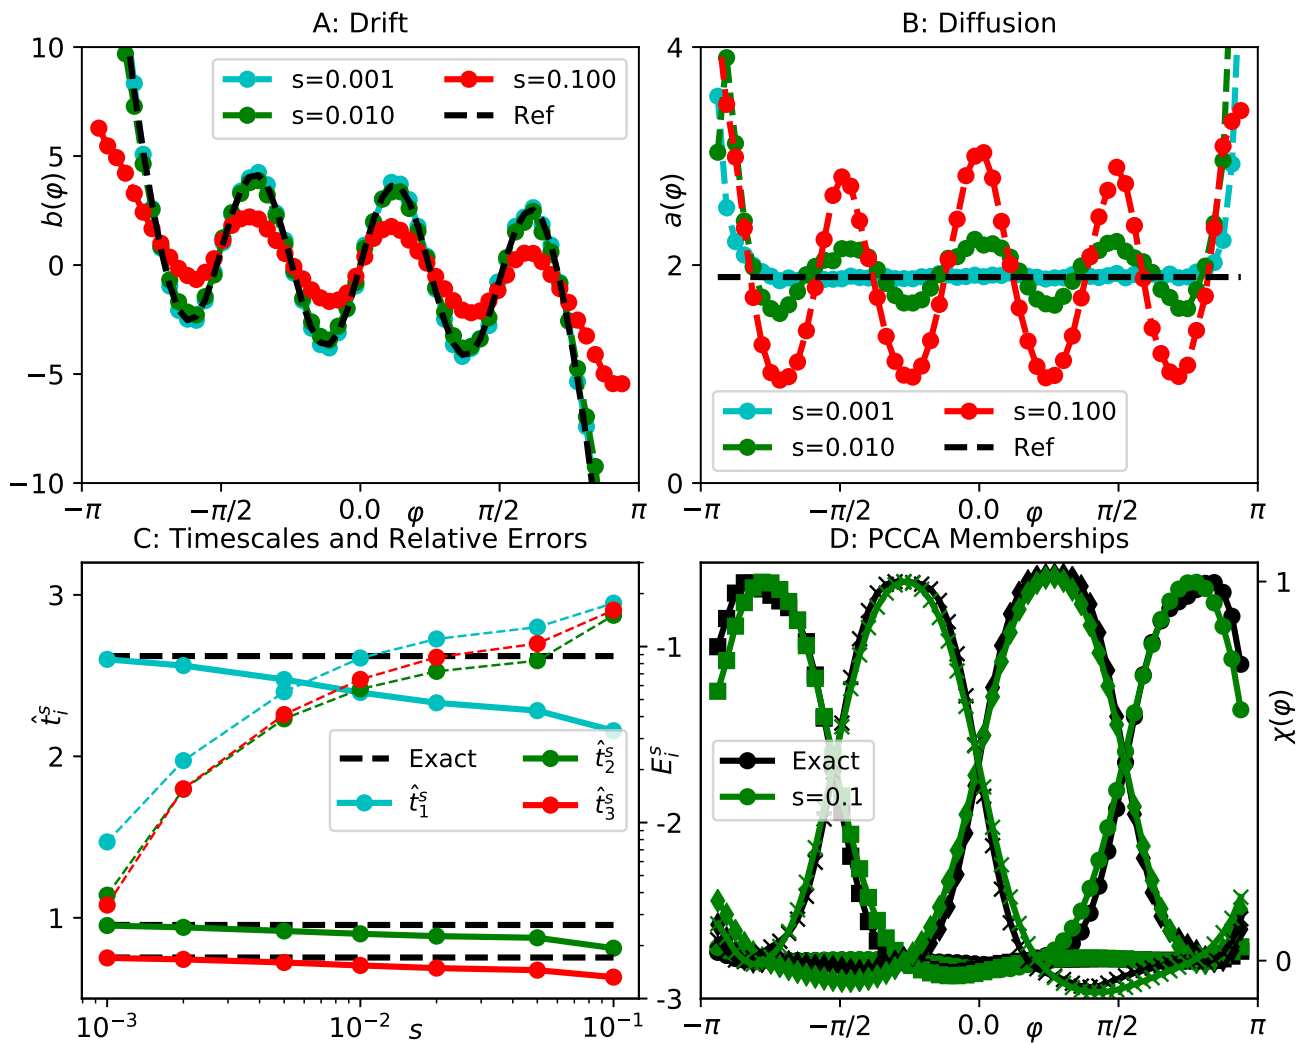 A: Drift
10
5
0
−5
−10
b(φ)
s=0.001
s=0.010
s=0.100
Ref
−π
−π/2
0.0
φ
π/2
π
B: Diffusion
4
2
0
a(φ)
s=0.001
s=0.010
s=0.100
Ref
−π
−π/2
0.0
φ
π/2
π
C: Timescales and Relative Errors
3
2
1
t̂ᵢˢ
Exact
t̂₁ˢ
t̂₂ˢ
t̂₃ˢ
-1
-2
-3
Eᵢˢ
10⁻³
10⁻²
s
10⁻¹
D: PCCA Memberships
Exact
s=0.1
1
0
χ(φ)
−π
−π/2
0.0
φ
π/2
π